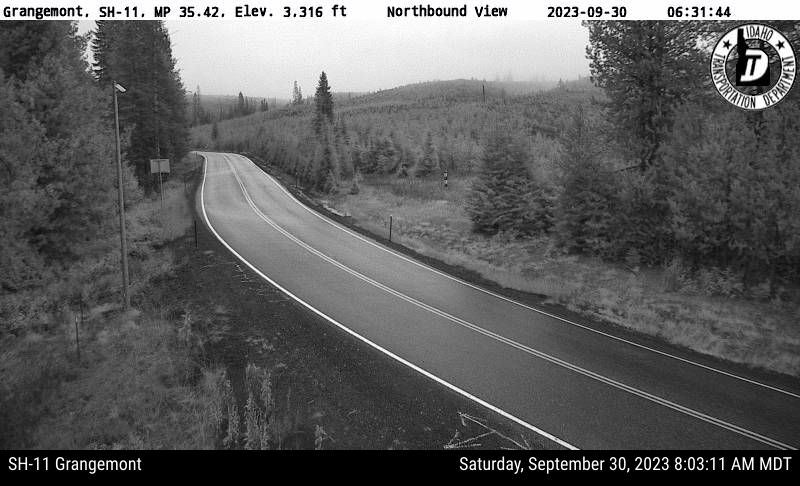 Grangemont, SH-11, MP 35.42, Elev. 3,316 ft Northbound View 2023-09-30 06:31:44
IDAHO
TRANSPORTATION DEPARTMENT
SH-11 Grangemont Saturday, September 30, 2023 8:03:11 AM MDT